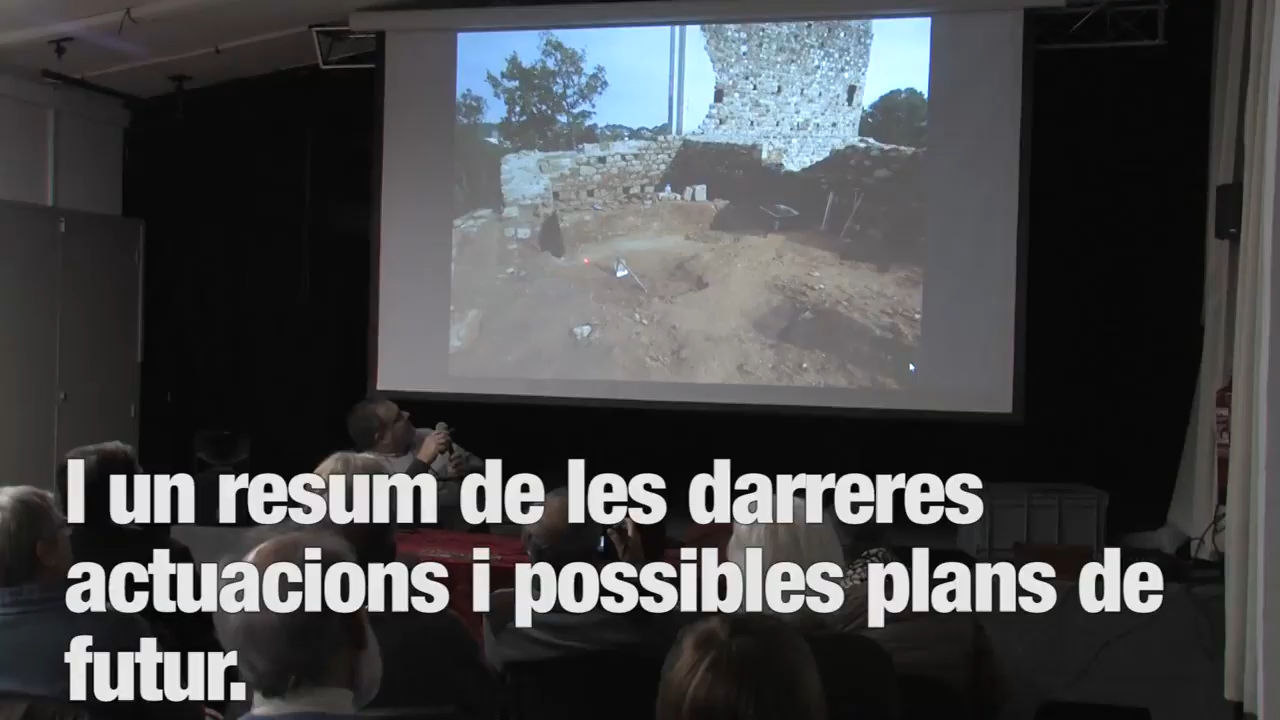 I un resum de les darreres
actuacions i possibles plans de
futur.